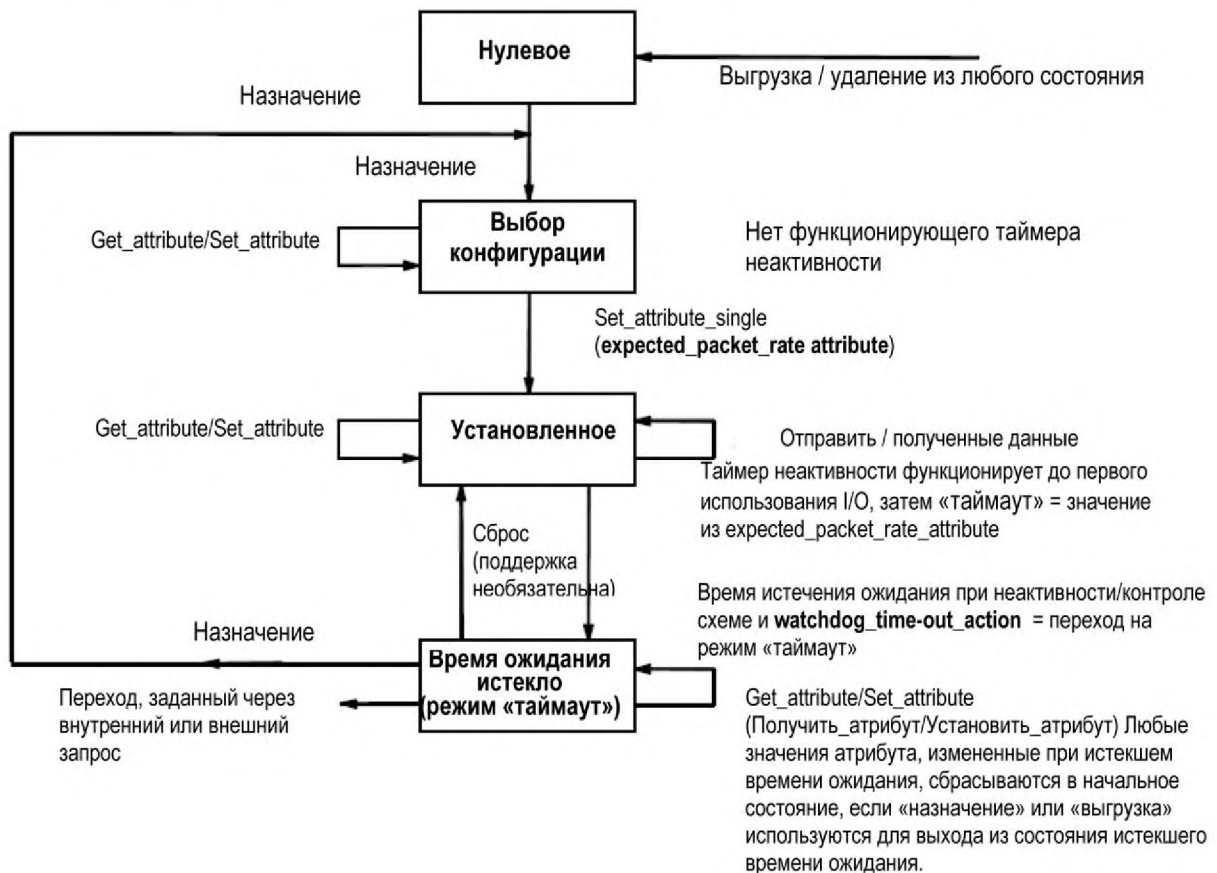 Нулевое
Выгрузка / удаление из любого состояния
Назначение
Назначение
Выбор
конфигурации
Get_attribute/Set_attribute
Нет функционирующего таймера
неактивности
Set_attribute_single
(expected_packet_rate attribute)
Get_attribute/Set_attribute
Установленное
Отправить / полученные данные
Таймер неактивности функционирует до первого
использования I/O, затем «таймаут» = значение
из expected_packet_rate_attribute
Сброс
(поддержка
необязательна)
Время истечения ожидания при неактивности/контроле
схеме и watchdog_time-out_action = переход на
режим «таймаут»
Назначение
Время ожидания
истекло
(режим «таймаут»)
Переход, заданный через
внутренний или внешний
запрос
Get_attribute/Set_attribute
(Получить_атрибут/Установить_атрибут) Любые
значения атрибута, измененные при истекшем
времени ожидания, сбрасываются в начальное
состояние, если «назначение» или «выгрузка»
используются для выхода из состояния истекшего
времени ожидания.